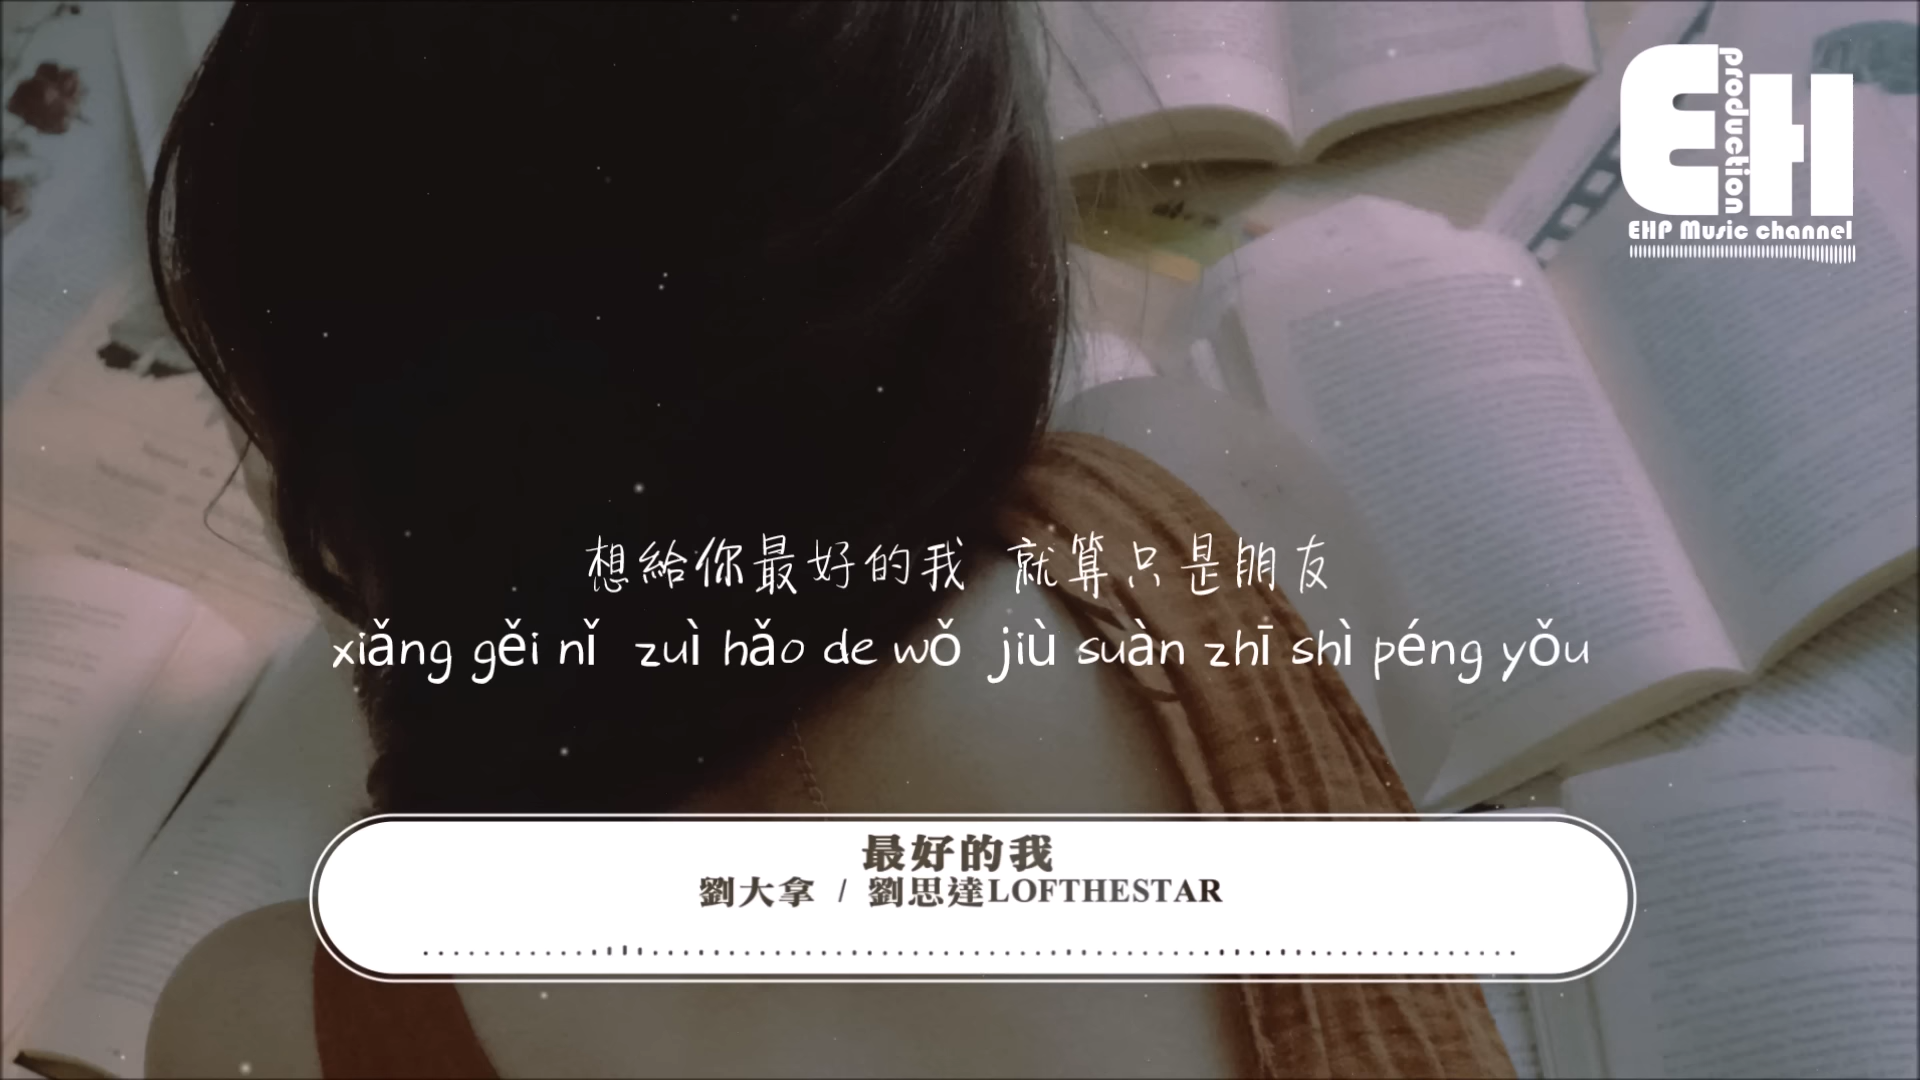 production
EH
EHP Music channel
想給你最好的我 就算只是朋友
xiǎng gěi nǐ zuì hǎo de wǒ jiù suàn zhī shì péng yǒu
最好的我
劉大拿 / 劉思達LOFTHESTAR